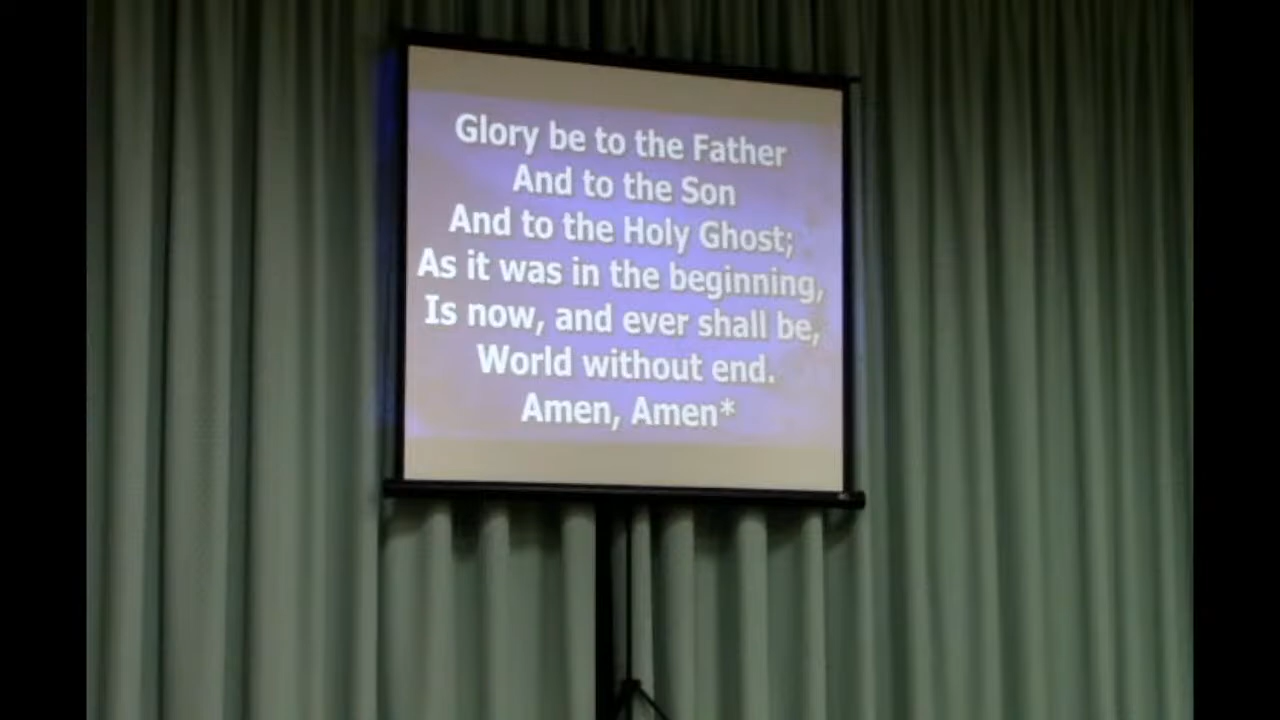 Glory be to the Father
And to the Son
And to the Holy Ghost;
As it was in the beginning,
Is now, and ever shall be,
World without end.
Amen, Amen*